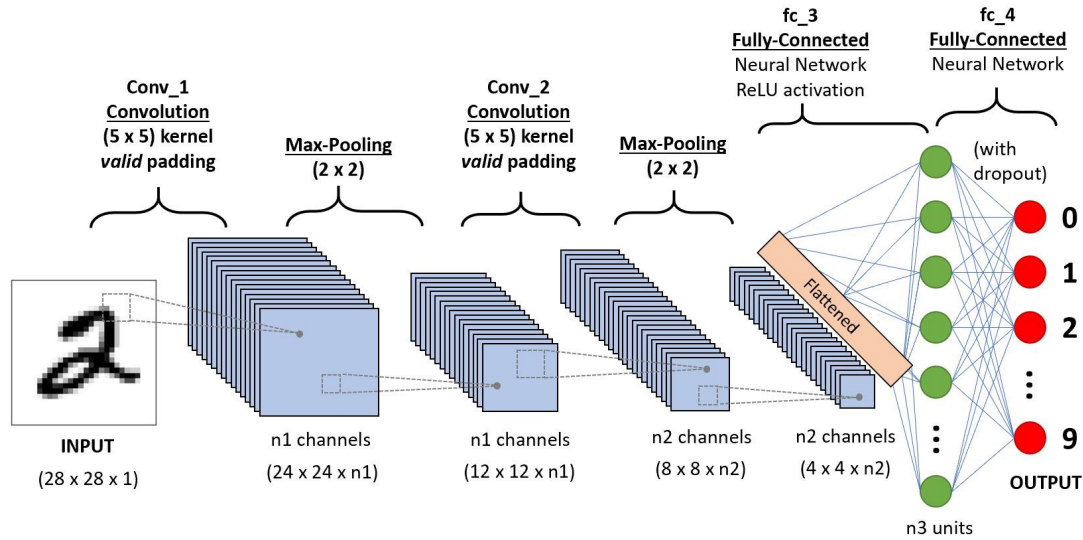 Conv_1
Convolution
(5 x 5) kernel
valid padding
Max-Pooling
(2 x 2)
Conv_2
Convolution
(5 x 5) kernel
valid padding
Max-Pooling
(2 x 2)
fc_3
Fully-Connected
Neural Network
ReLU activation
fc_4
Fully-Connected
Neural Network
(with
dropout)
2
INPUT
(28 x 28 x 1)
n1 channels
(24 x 24 x n1)
n1 channels
(12 x 12 x n1)
n2 channels
(8 x 8 x n2)
n2 channels
(4 x 4 x n2)
Flattened
n3 units
0
1
2
9
OUTPUT